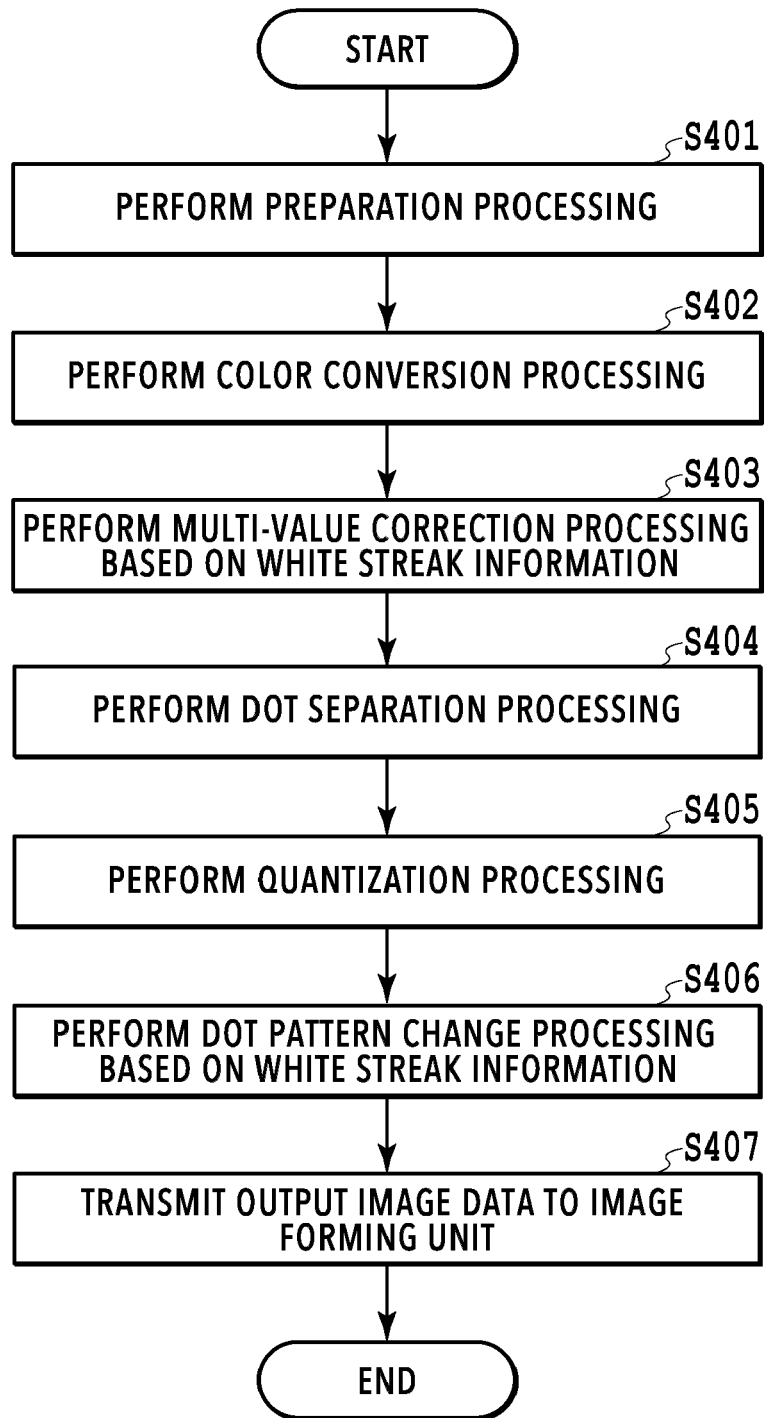 START
S401
PERFORM PREPARATION PROCESSING
S402
PERFORM COLOR CONVERSION PROCESSING
S403
PERFORM MULTI-VALUE CORRECTION PROCESSING
BASED ON WHITE STREAK INFORMATION
S404
PERFORM DOT SEPARATION PROCESSING
S405
PERFORM QUANTIZATION PROCESSING
S406
PERFORM DOT PATTERN CHANGE PROCESSING
BASED ON WHITE STREAK INFORMATION
S407
TRANSMIT OUTPUT IMAGE DATA TO IMAGE
FORMING UNIT
END